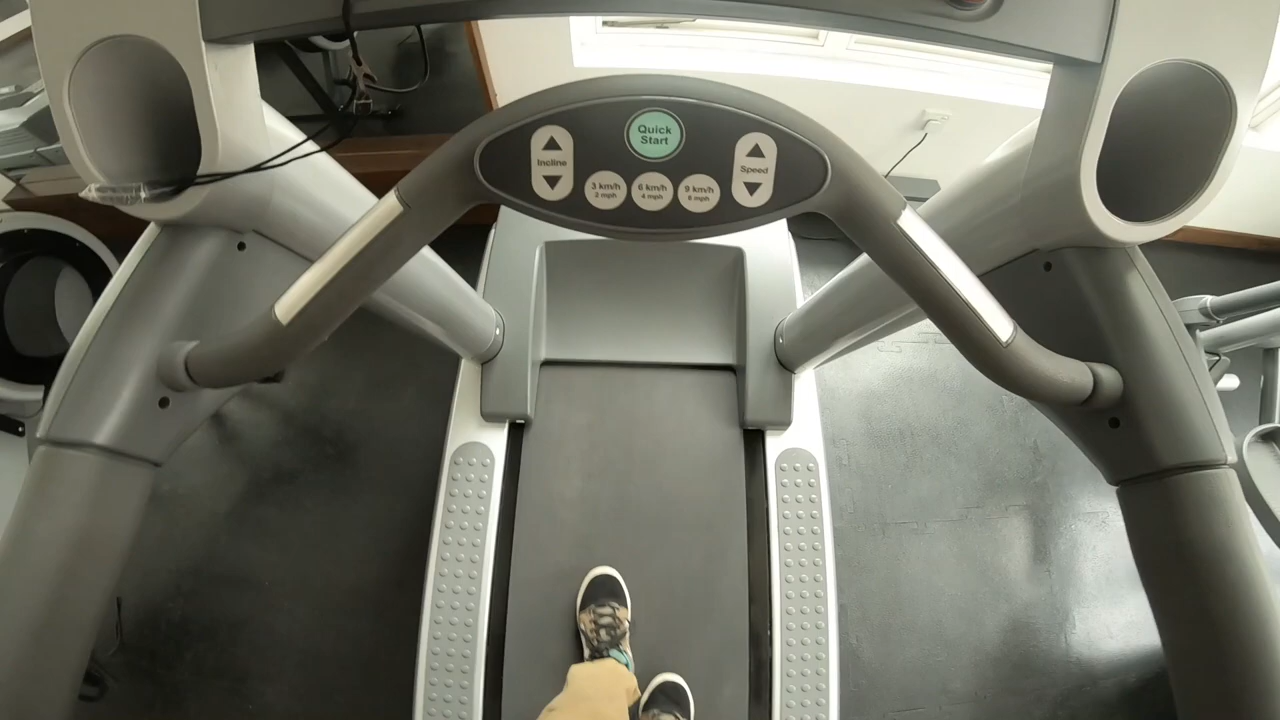 Quick
Start
Incline
Speed
3 km/h
2 mph
6 km/h
4 mph
9 km/h
6 mph